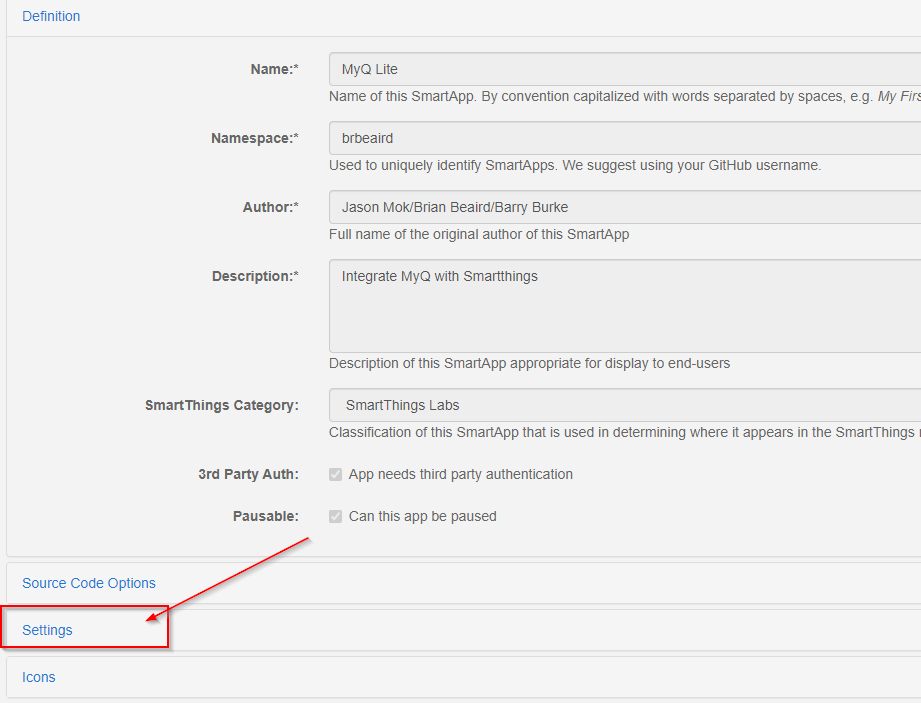 Definition
Name:*
MyQ Lite
Name of this SmartApp. By convention capitalized with words separated by spaces, e.g. My Firs
Namespace:*
brbeaird
Used to uniquely identify SmartApps. We suggest using your GitHub username.
Author:*
Jason Mok/Brian Beaird/Barry Burke
Full name of the original author of this SmartApp
Description:*
Integrate MyQ with Smartthings
Description of this SmartApp appropriate for display to end-users
SmartThings Category:
SmartThings Labs
Classification of this SmartApp that is used in determining where it appears in the SmartThings
3rd Party Auth:
App needs third party authentication
Pausable:
Can this app be paused
Source Code Options
Settings
Icons